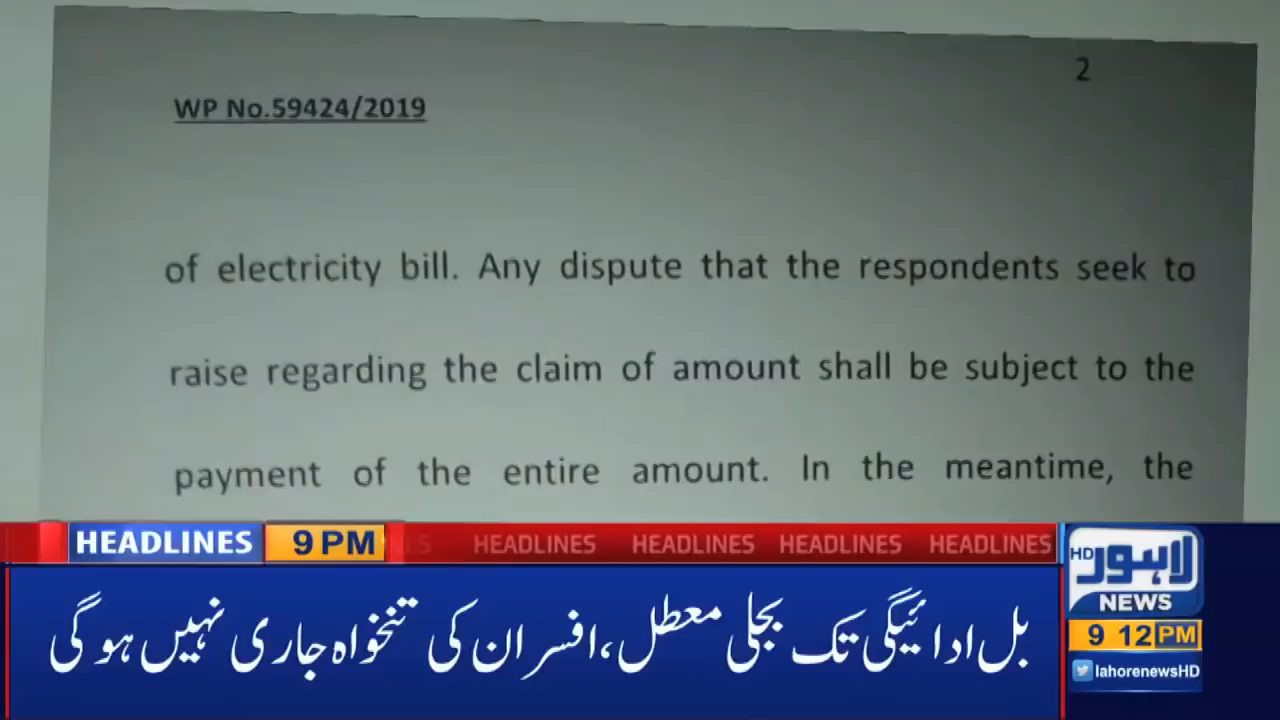 2
WP No.59424/2019
of electricity bill. Any dispute that the respondents seek to
raise regarding the claim of amount shall be subject to the
payment of the entire amount. In the meantime, the
HEADLINES 9 PM HEADLINES HEADLINES HEADLINES HEADLINES
HD لاہور
NEWS
بل ادائیگی تک بجلی معطل، افسران کی تنخواہ جاری نہیں ہوگی
9 12 PM
lahorenewsHD